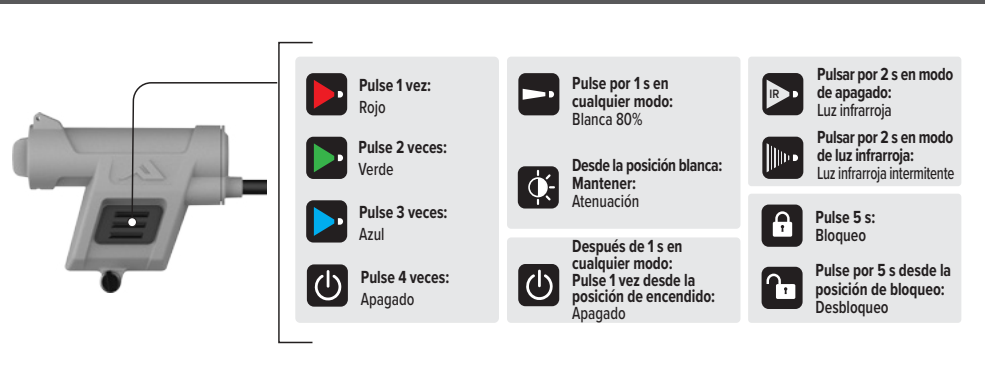 Pulse 1 vez:
Rojo
Pulse 2 veces:
Verde
Pulse 3 veces:
Azul
Pulse 4 veces:
Apagado
Pulse por 1 s en
cualquier modo:
Blanca 80%
Desde la posición blanca:
Mantener:
Atenuación
Después de 1 s en
cualquier modo:
Pulse 1 vez desde la
posición de encendido:
Apagado
IR
Pulsar por 2 s en modo
de apagado:
Luz infrarroja
Pulsar por 2 s en modo
de luz infrarroja:
Luz infrarroja intermitente
Pulse 5 s:
Bloqueo
Pulse por 5 s desde la
posición de bloqueo:
Desbloqueo